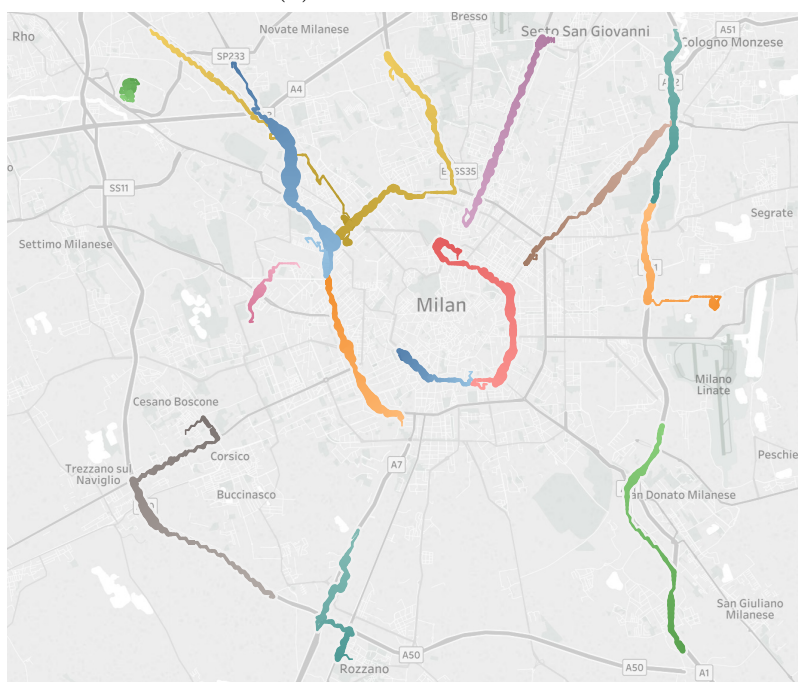 Bresso
Novate Milanese
Sesto San Giovanni
Rho
A51
Cologno Monzese
SP233
A4
SS35
SS11
Segrate
Settimo Milanese
Milan
Milano
Linate
Cesano Boscone
Corsico
Peschie
A7
Trezzano sul
Naviglio
Buccinasco
an Donato Milanese
San Giuliano
Milanese
A50
Rozzano
A50
A1